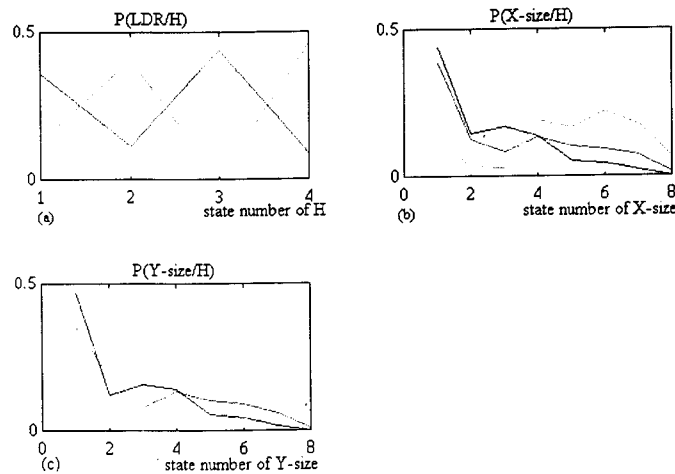 P(LDR/H)
0.5
0
1 2 3 4
(a) state number of H
P(X-size/H)
0.5
0
0 2 4 6 8
(b) state number of X-size
P(Y-size/H)
0.5
0
0 2 4 6 8
(c) state number of Y-size